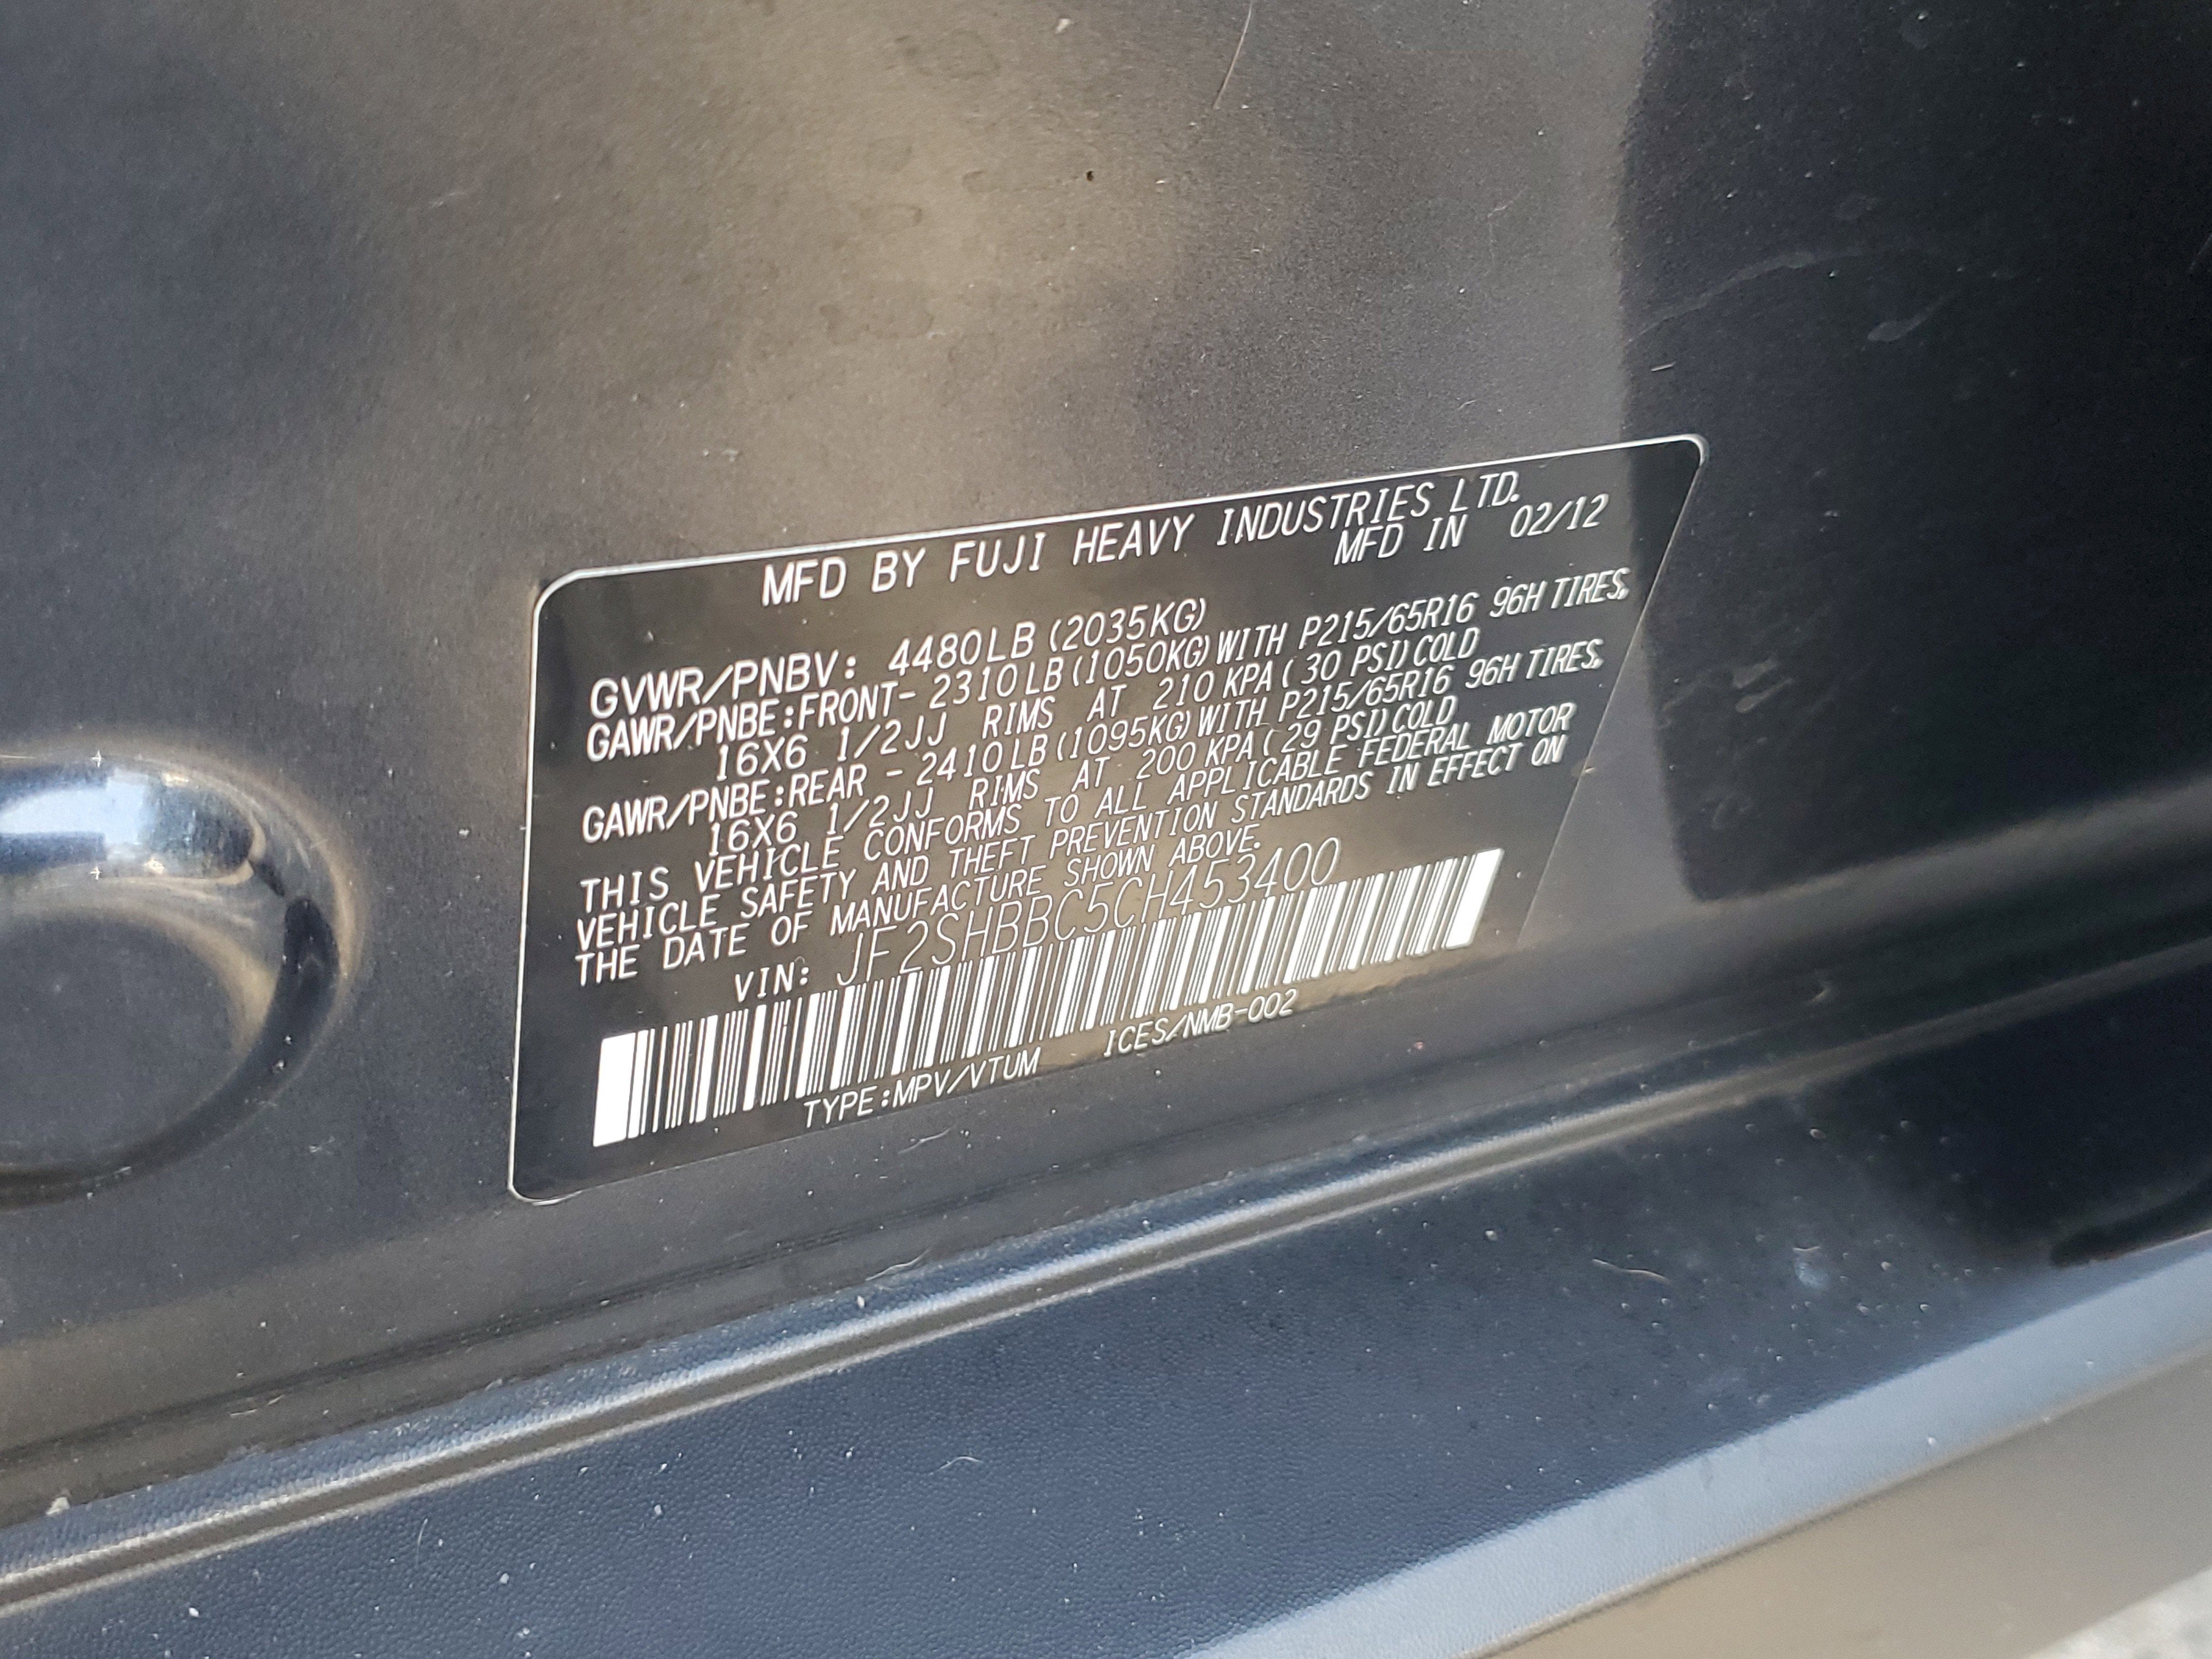 MFD BY FUJI HEAVY INDUSTRIES LTD.
MFD IN 02/12
GVWR/PNBV: 4480LB (2035KG)
GAWR/PNBE:FRONT- 2310LB (1050KG) WITH P215/65R16 96H TIRES,
16X6 1/2JJ RIMS AT 210 KPA ( 30 PSI) COLD
GAWR/PNBE:REAR - 2410LB (1095KG) WITH P215/65R16 96H TIRES,
16X6 1/2JJ RIMS AT 200 KPA ( 29 PSI) COLD
THIS VEHICLE CONFORMS TO ALL APPLICABLE FEDERAL MOTOR
VEHICLE SAFETY AND THEFT PREVENTION STANDARDS IN EFFECT ON
THE DATE OF MANUFACTURE SHOWN ABOVE.
VIN: JF2SHBBC5CH453400
TYPE:MPV/VTUM ICES/NMB-002